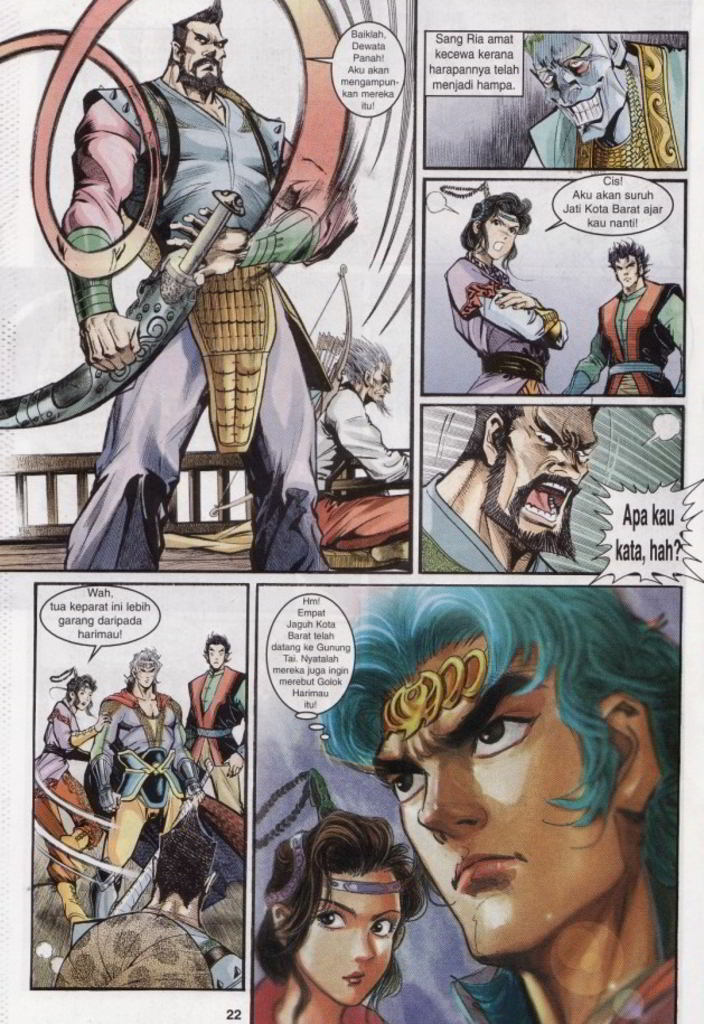 Baiklah,
Dewata
Panah!
Aku akan
mengampun-
kan mereka
itu!
Sang Ria amat
kecewa kerana
harapannya telah
menjadi hampa.
Cis!
Aku akan suruh
Jati Kota Barat ajar
kau nanti!
Apa kau
kata, hah?
Wah,
tua keparat ini lebih
garang daripada
harimau!
Hm!
Empat
Jaguh Kota
Barat telah
datang ke Gunung
Tai. Nyatalah
mereka juga ingin
merebut Golok
Harimau
itu!
22